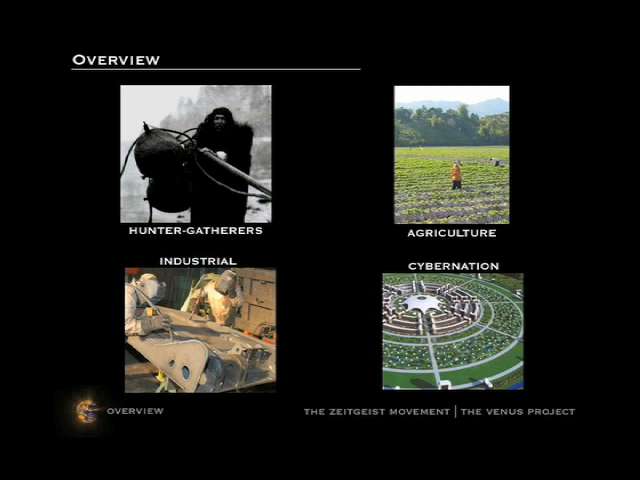 OVERVIEW
HUNTER-GATHERERS
AGRICULTURE
INDUSTRIAL
CYBERNATION
OVERVIEW
THE ZEITGEIST MOVEMENT | THE VENUS PROJECT